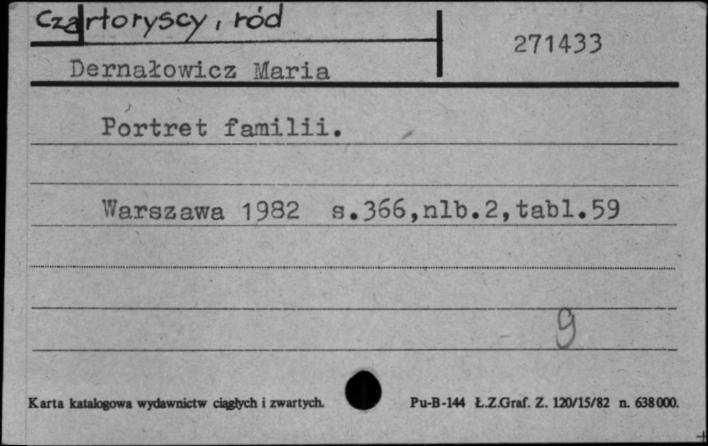 Czartoryscy, ród
271433
Dernałowicz Maria
Portret familii.
Warszawa 1982 s.366,nlb.2,tabl.59
9
Karta katalogowa wydawnictw ciągłych i zwartych. Pu-B-144 Ł.Z.Graf. Z. 120/15/82 n. 638000.